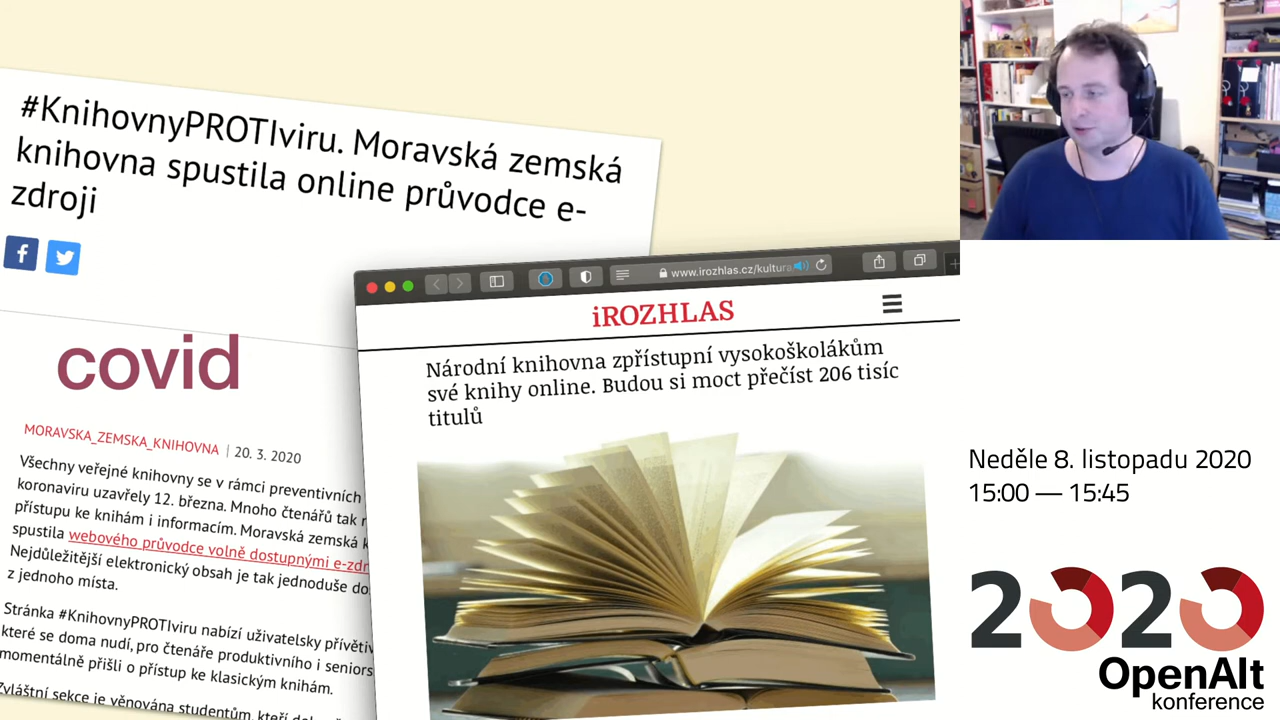 #KnihovnyPROTIviru. Moravská zemská
knihovna spustila online průvodce e-
zdroji
covid
MORAVSKA_ZEMSKA_KNIHOVNA | 20. 3. 2020
Všechny veřejné knihovny se v rámci preventivních
koronaviru uzavřely 12. března. Mnoho čtenářů tak
přístupu ke knihám i informacím. Moravská zemská
spustila webového průvodce volně dostupnými
Nejdůležitější elektronický obsah je tak jednoduše
z jednoho místa.
Stránka #KnihovnyPROTIviru nabízí uživatelsky
které se doma nudí, pro čtenáře produktivního i
momentálně přišli o přístup ke klasickým knihám.
Zvláštní sekce je věnována studentům, kteří
www.irozhlas.cz/kultura
iROZHLAS
Národní knihovna zpřístupní vysokoškolákům
své knihy online. Budou si moct přečíst 206 tisíc
titulů
Neděle 8. listopadu 2020
15:00 — 15:45
2020
OpenAlt
konference